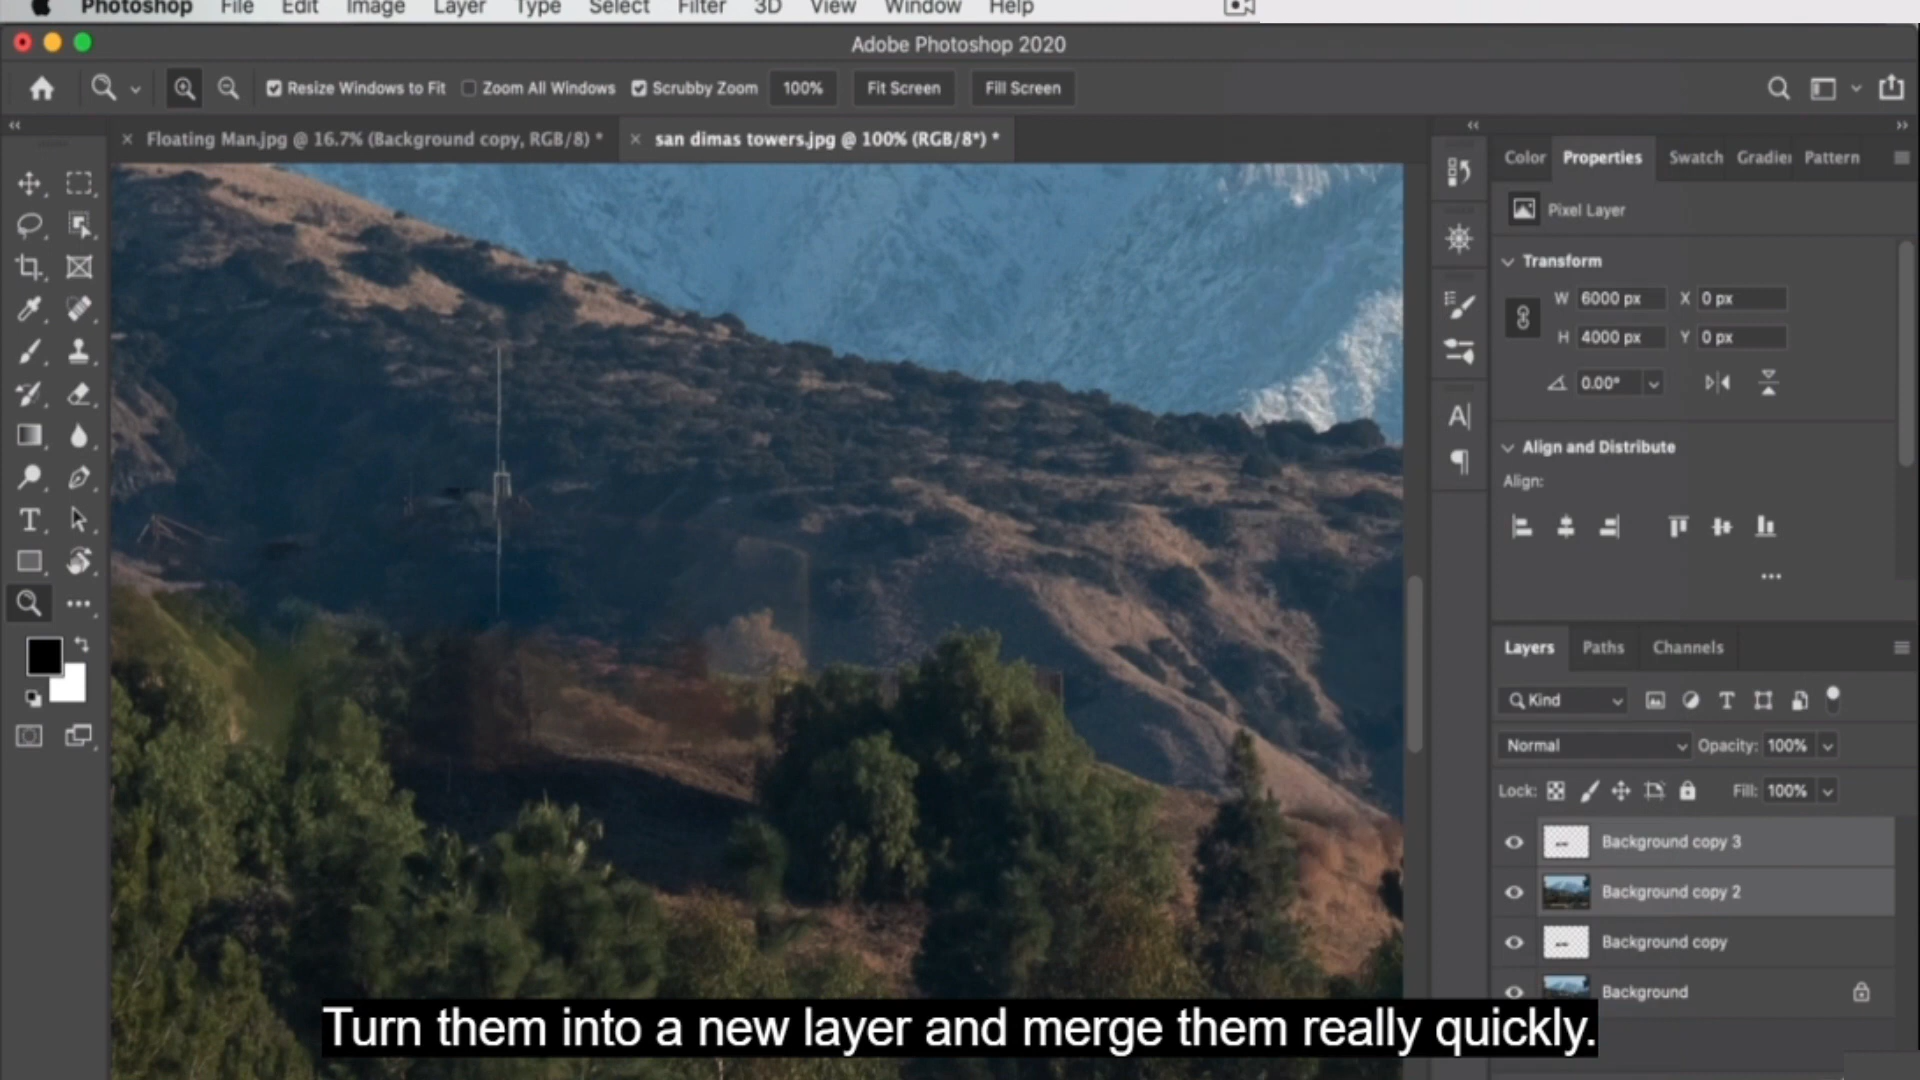 Photoshop File Edit Image Layer Type Select Filter 3D View Window Help
Adobe Photoshop 2020
Resize Windows to Fit Zoom All Windows Scrubby Zoom 100% Fit Screen Fill Screen
Floating Man.jpg @ 16.7% (Background copy, RGB/8) * san dimas towers.jpg @ 100% (RGB/8*) *
Color Properties Swatch Gradie Pattern
Pixel Layer
Transform
W 6000 px X 0 px
H 4000 px Y 0 px
0.00°
Align and Distribute
Align:
Layers Paths Channels
Kind
Normal Opacity: 100%
Lock: Fill: 100%
Background copy 3
Background copy 2
Background copy
Background
Turn them into a new layer and merge them really quickly.